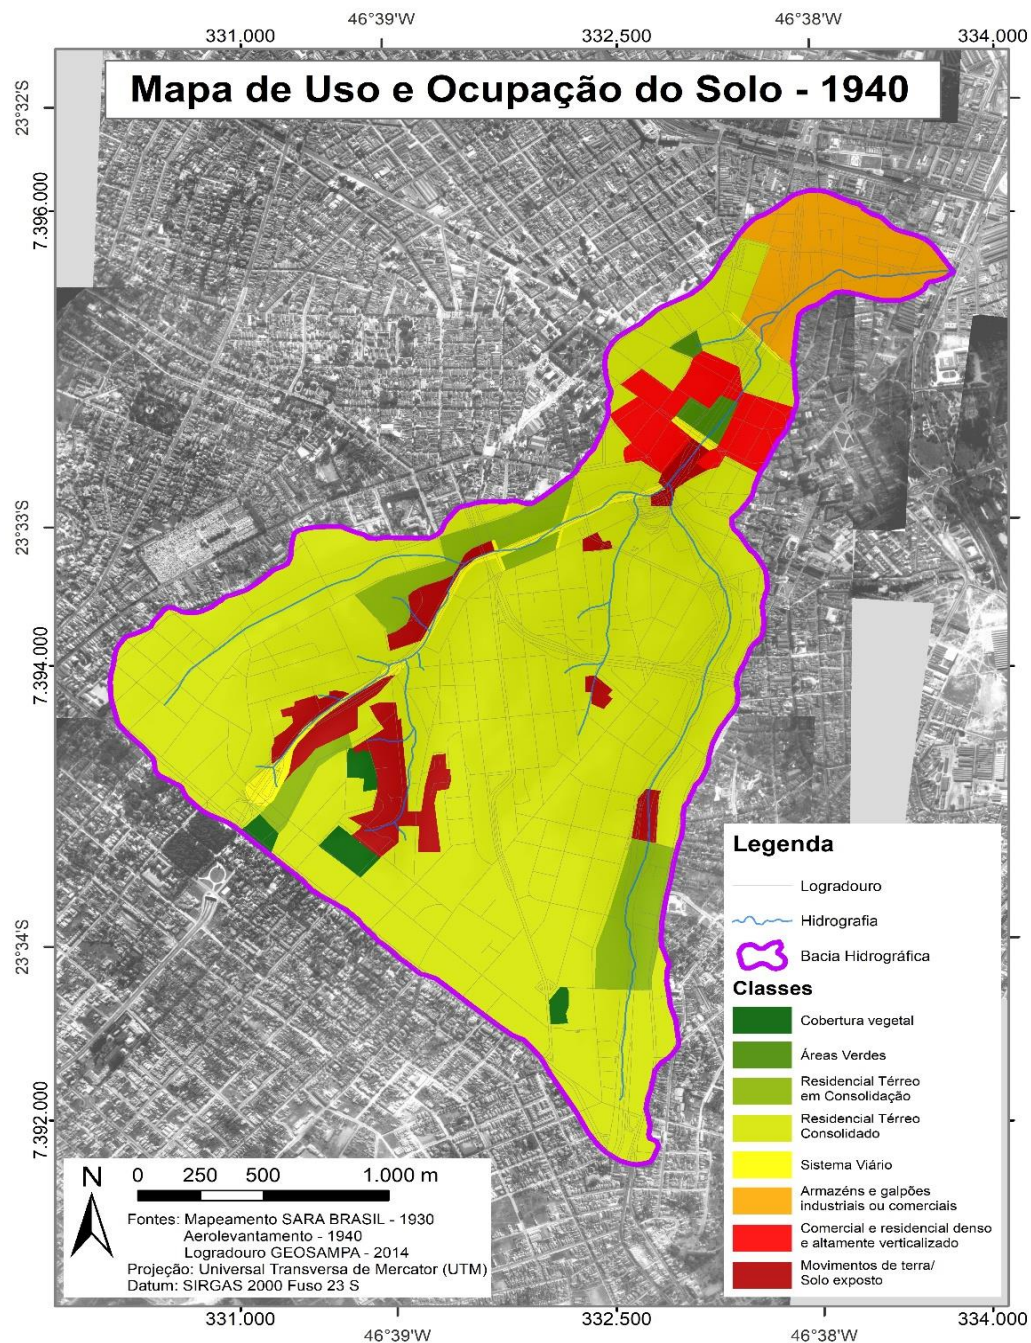 46°39'W
46°38'W
331.000
332.500
334.000
Mapa de Uso e Ocupação do Solo - 1940
23°32'S
7.396.000
23°33'S
7.394.000
23°34'S
7.392.000
Legenda
Logradouro
Hidrografia
Bacia Hidrográfica
Classes
Cobertura vegetal
Áreas Verdes
Residencial Térreo
em Consolidação
Residencial Térreo
Consolidado
Sistema Viário
Armazéns e galpões
industriais ou comerciais
Comercial e residencial denso
e altamente verticalizado
Movimentos de terra/
Solo exposto
N
0 250 500 1.000 m
Fontes: Mapeamento SARA BRASIL - 1930
Aerolevantamento - 1940
Logradouro GEOSAMPA - 2014
Projeção: Universal Transversa de Mercator (UTM)
Datum: SIRGAS 2000 Fuso 23 S
331.000
332.500
334.000
46°39'W
46°38'W